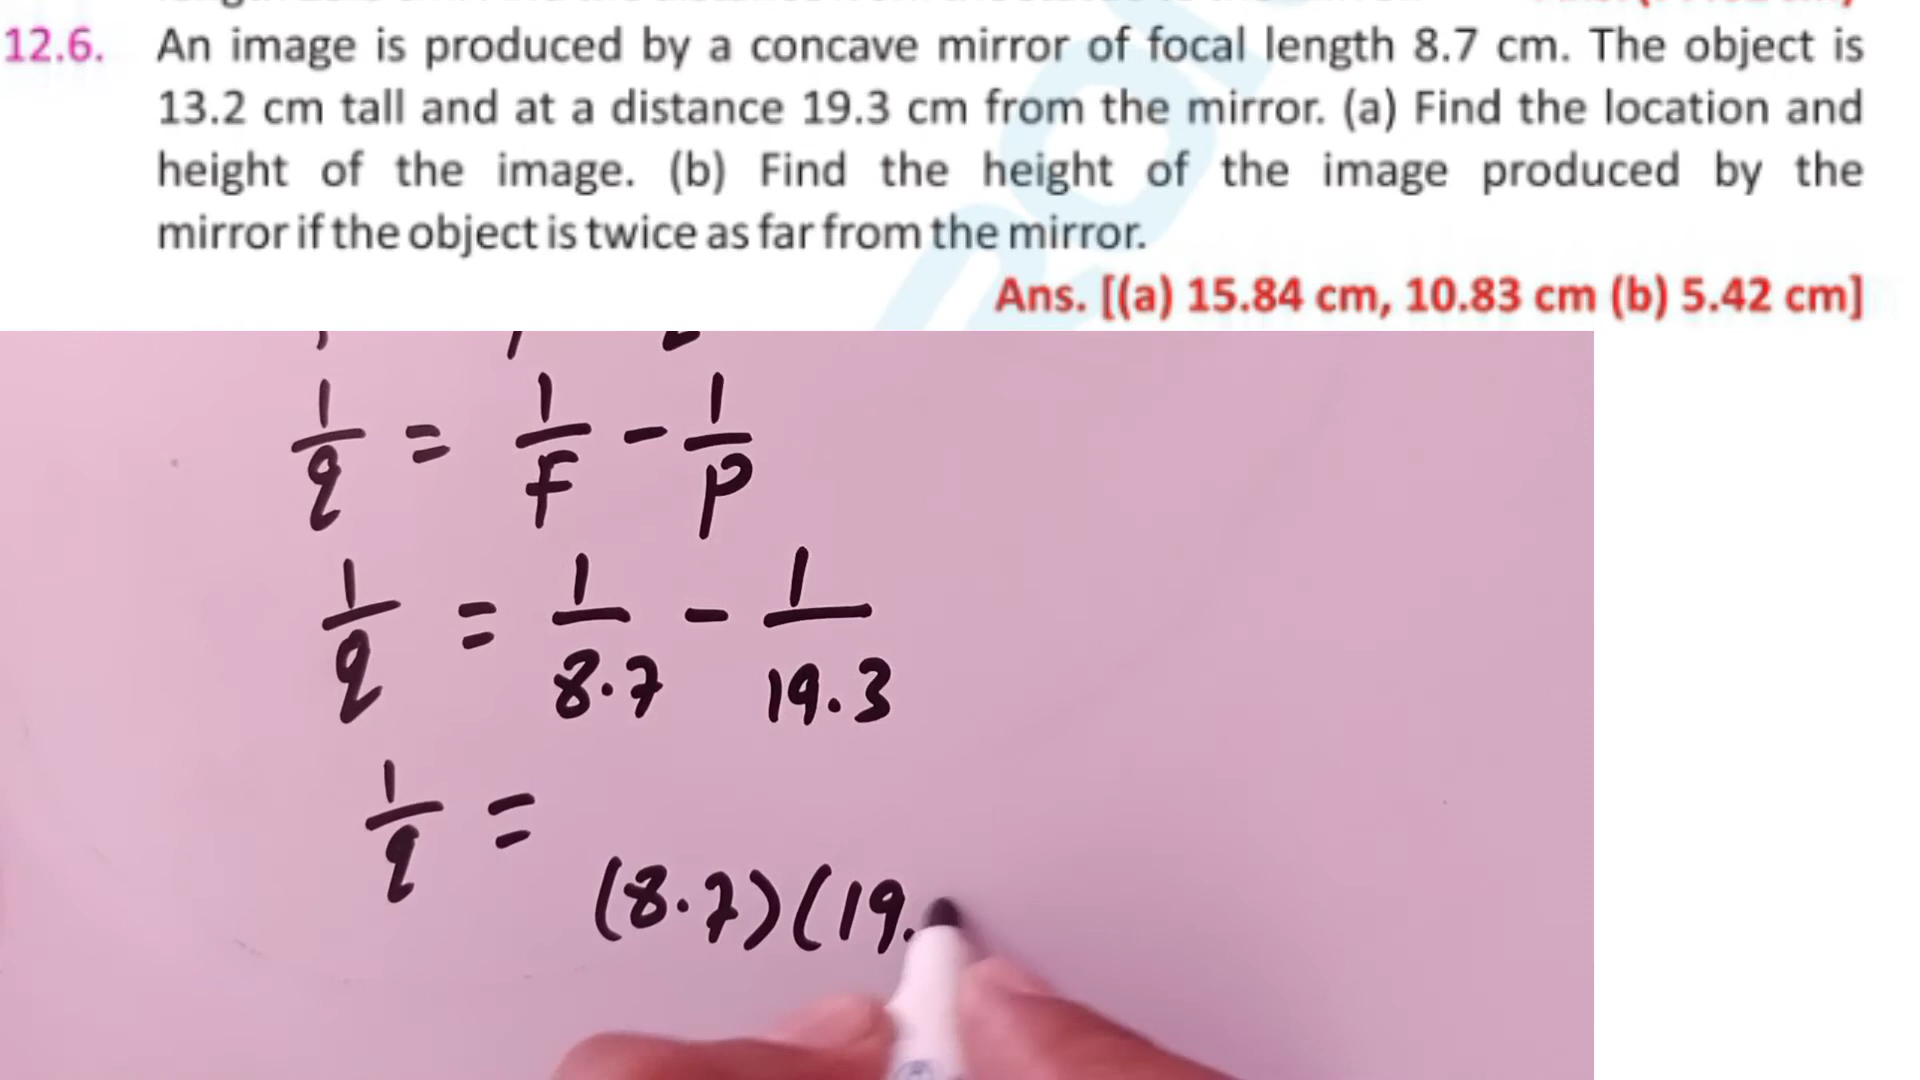 12.6. An image is produced by a concave mirror of focal length 8.7 cm. The object is
13.2 cm tall and at a distance 19.3 cm from the mirror. (a) Find the location and
height of the image. (b) Find the height of the image produced by the
mirror if the object is twice as far from the mirror.
Ans. [(a) 15.84 cm, 10.83 cm (b) 5.42 cm]
1/q = 1/F - 1/P
1/q = 1/8.7 - 1/19.3
1/q =
(8.7)(19.